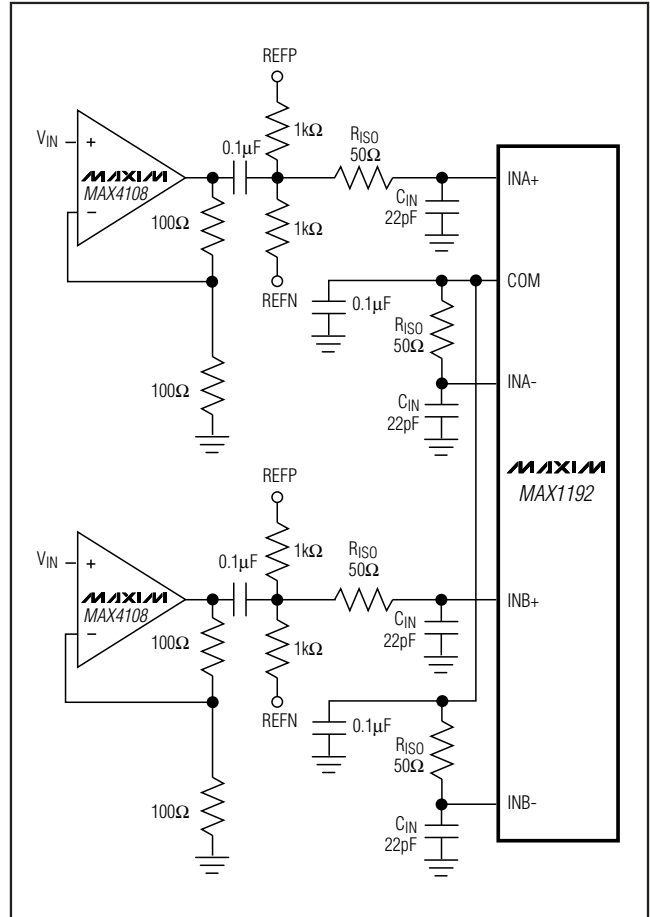 REFP
V_IN
+
MAXIM
MAX4108
−
0.1μF
1kΩ
R_ISO
50Ω
INA+
C_IN
22pF
100Ω
1kΩ
REFN
COM
0.1μF
R_ISO
50Ω
100Ω
INA-
C_IN
22pF
MAXIM
MAX1192
REFP
V_IN
+
MAXIM
MAX4108
−
0.1μF
1kΩ
R_ISO
50Ω
INB+
C_IN
22pF
100Ω
1kΩ
REFN
0.1μF
R_ISO
50Ω
100Ω
INB-
C_IN
22pF